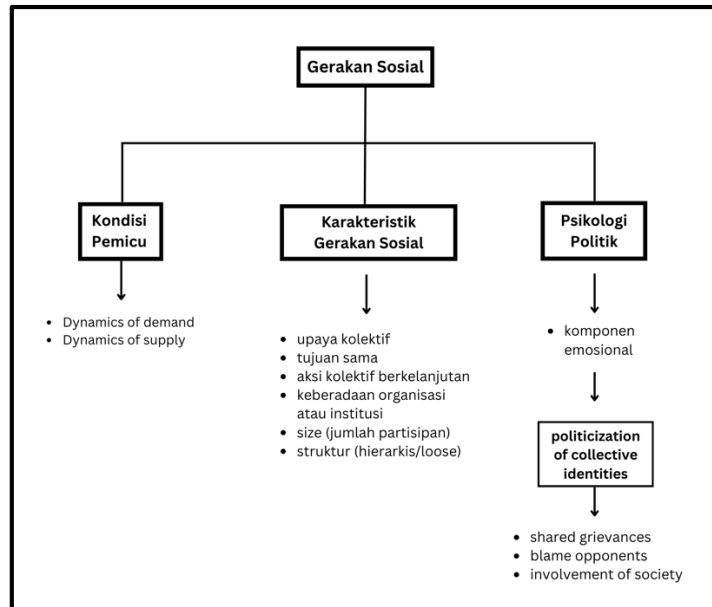 Gerakan Sosial
Kondisi
Pemicu
• Dynamics of demand
• Dynamics of supply
Karakteristik
Gerakan Sosial
• upaya kolektif
• tujuan sama
• aksi kolektif berkelanjutan
• keberadaan organisasi
atau institusi
• size (jumlah partisipan)
• struktur (hierarkis/loose)
Psikologi
Politik
• komponen
emosional
politicization
of collective
identities
• shared grievances
• blame opponents
• involvement of society